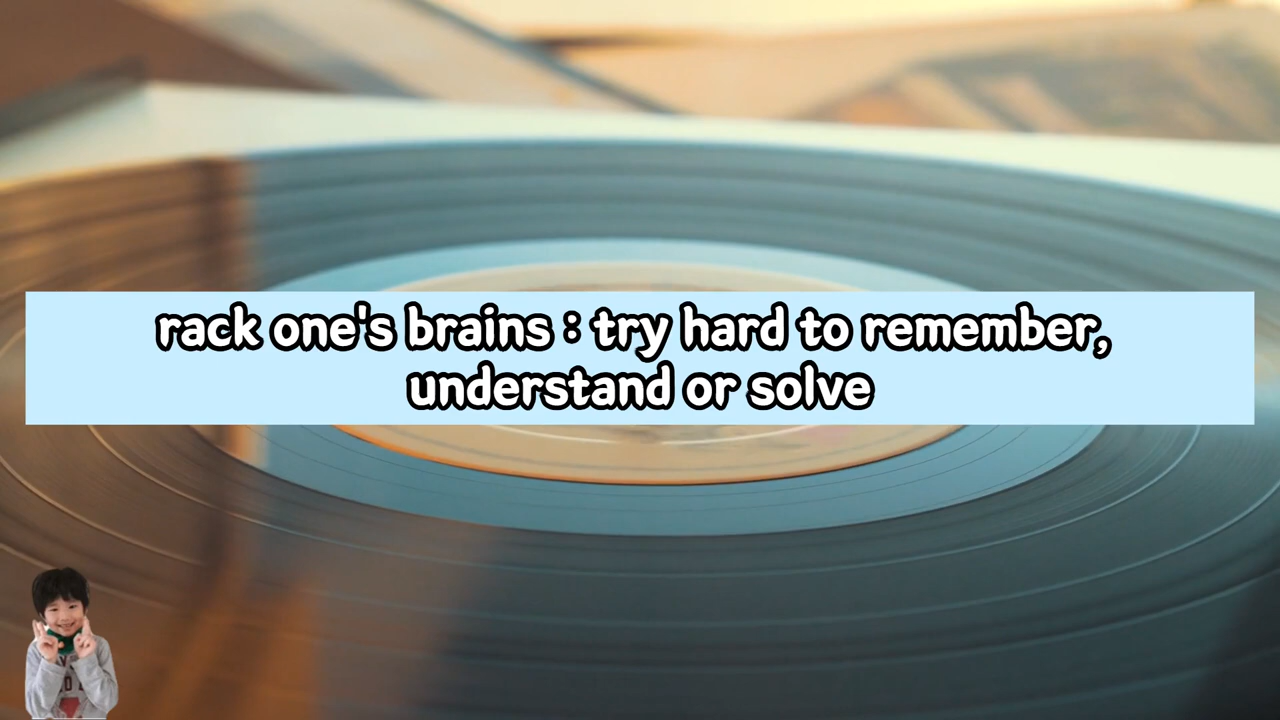 rack one's brains : try hard to remember,
understand or solve